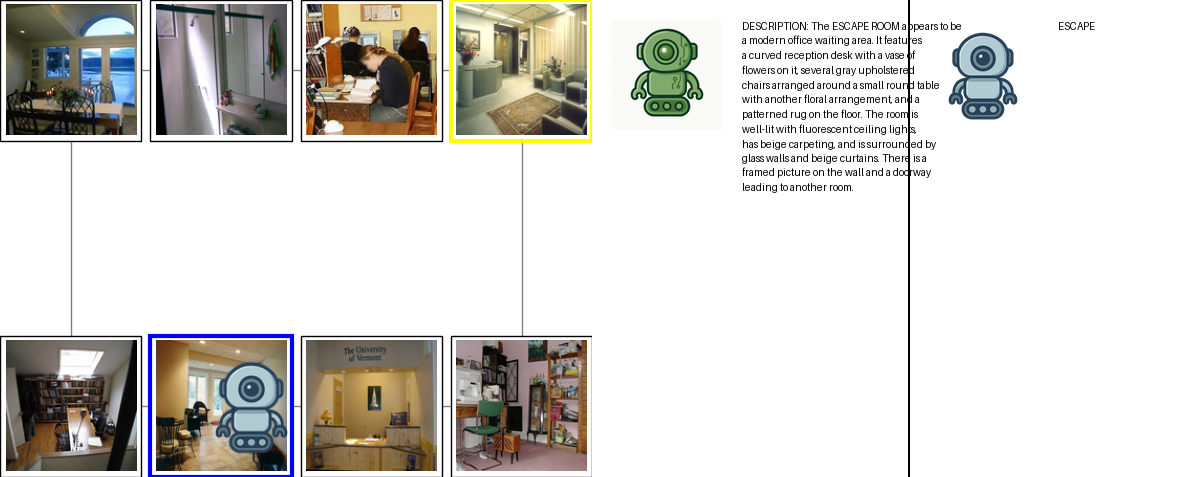 DESCRIPTION: The ESCAPE ROOM appears to be
a modern office waiting area. It features
a curved reception desk with a vase of
flowers on it, several gray upholstered
chairs arranged around a small round table
with another floral arrangement, and a
patterned rug on the floor. The room is
well-lit with fluorescent ceiling lights,
has beige carpeting, and is surrounded by
glass walls and beige curtains. There is a
framed picture on the wall and a doorway
leading to another room.
ESCAPE
The University
of Vermont